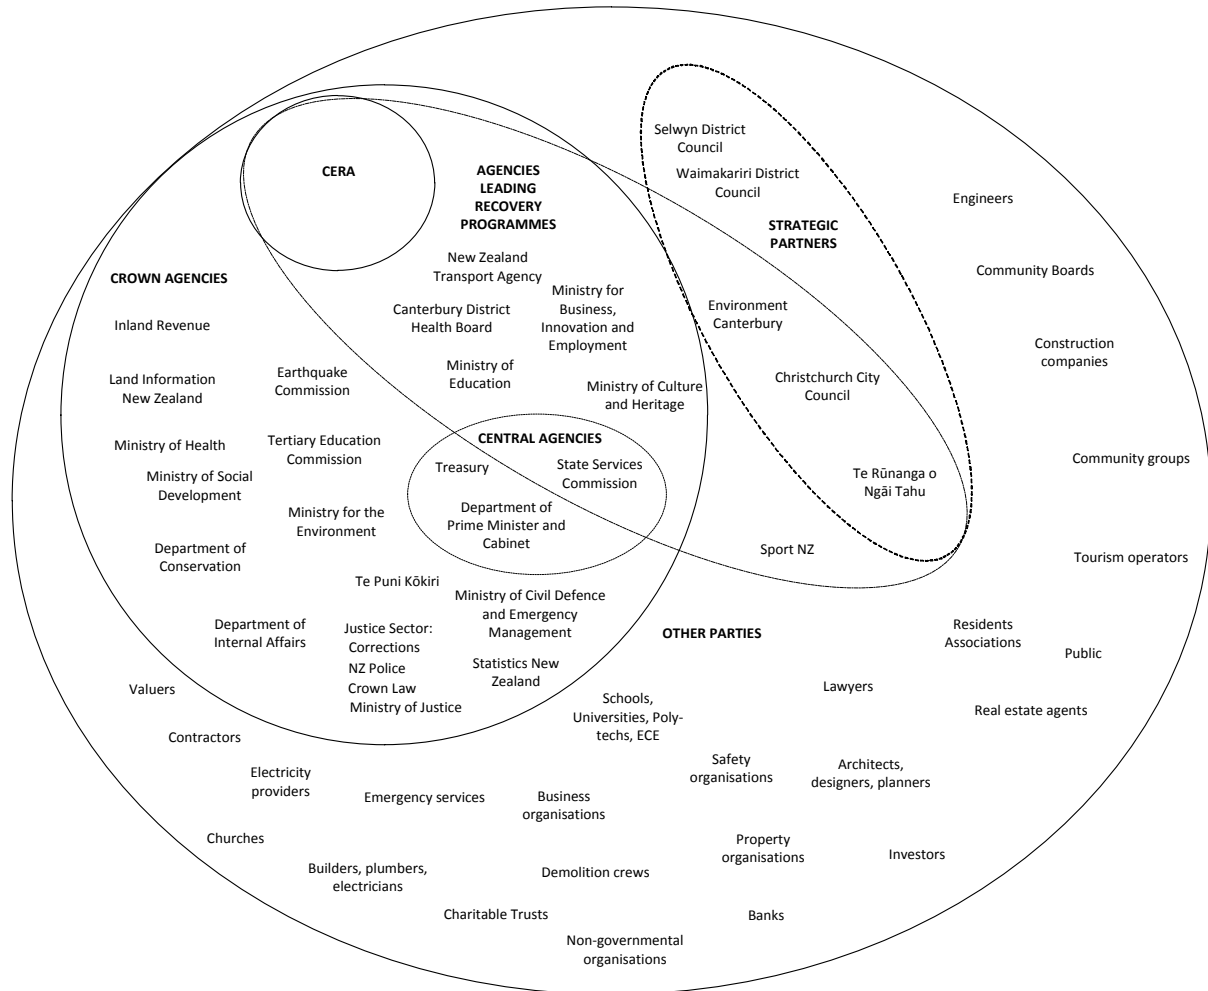 CERA
AGENCIES
LEADING
RECOVERY
PROGRAMMES
New Zealand
Transport Agency
Canterbury District
Health Board
Ministry for
Business,
Innovation and
Employment
Ministry of
Education
Ministry of Culture
and Heritage
CROWN AGENCIES
Inland Revenue
Land Information
New Zealand
Earthquake
Commission
Ministry of Health
Tertiary Education
Commission
Ministry of Social
Development
Ministry for the
Environment
Department of
Conservation
Te Puni Kōkiri
Department of
Internal Affairs
Justice Sector:
Corrections
NZ Police
Crown Law
Ministry of Justice
Ministry of Civil Defence
and Emergency
Management
Statistics New
Zealand
CENTRAL AGENCIES
Treasury
State Services
Commission
Department of
Prime Minister and
Cabinet
Selwyn District
Council
Waimakariri District
Council
STRATEGIC
PARTNERS
Environment
Canterbury
Christchurch City
Council
Te Rūnanga o
Ngāi Tahu
Engineers
Community Boards
Construction
companies
Community groups
Sport NZ
Tourism operators
OTHER PARTIES
Residents
Associations
Public
Valuers
Lawyers
Real estate agents
Schools,
Universities, Poly-
techs, ECE
Contractors
Electricity
providers
Emergency services
Business
organisations
Safety
organisations
Architects,
designers, planners
Churches
Builders, plumbers,
electricians
Demolition crews
Property
organisations
Investors
Charitable Trusts
Banks
Non-governmental
organisations